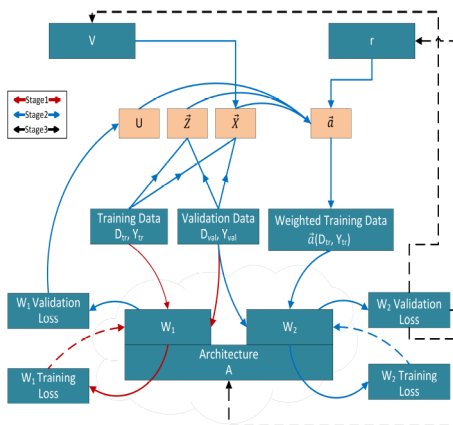 V
r
Stage1
Stage2
Stage3
U
Z⃗
X⃗
a⃗
Training Data
D_tr, Y_tr
Validation Data
D_val, Y_val
Weighted Training Data
a⃗(D_tr, Y_tr)
W₁ Validation
Loss
W₁
W₂
W₂ Validation
Loss
Architecture
A
W₁ Training
Loss
W₂ Training
Loss